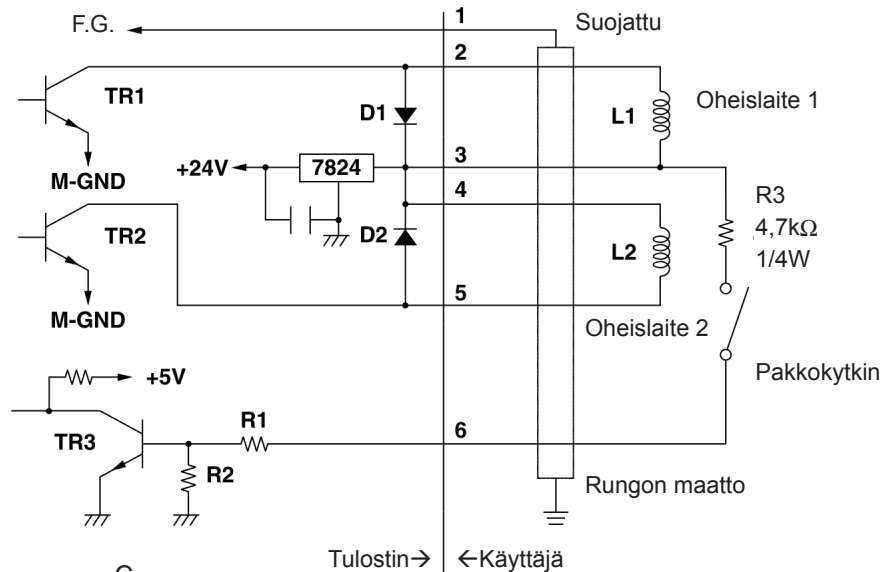 F.G.
1
Suojattu
2
TR1
D1
L1
Oheislaite 1
M-GND
+24V
7824
3
4
R3
4,7kΩ
1/4W
TR2
D2
L2
M-GND
5
Oheislaite 2
+5V
Pakkokytkin
R1
6
TR3
R2
Rungon maatto
Tulostin→ ←Käyttäjä